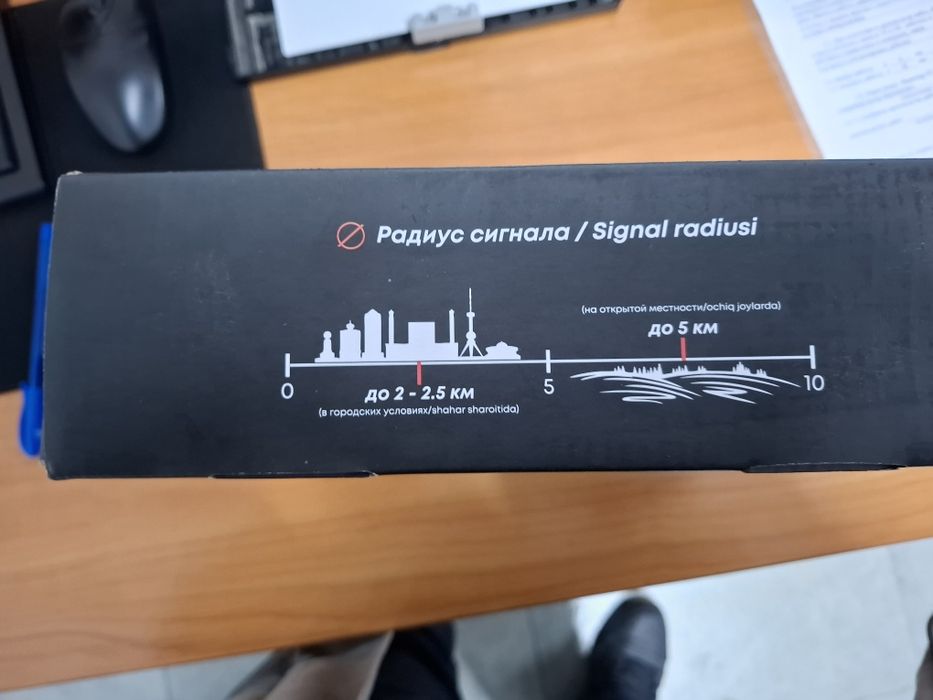 Радиус сигнала / Signal radiusi
(на открытой местности/ochiq joylarda)
до 5 км
0
5
10
до 2 - 2.5 км
(в городских условиях/shahar sharoitida)